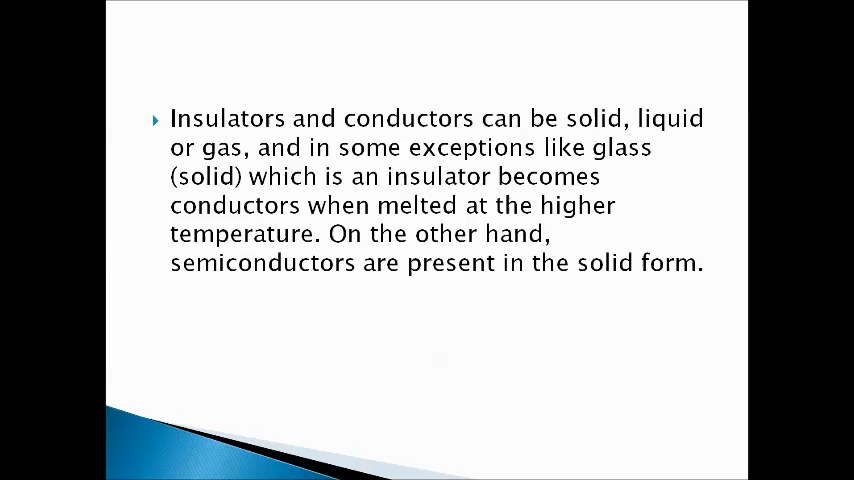 Insulators and conductors can be solid, liquid
or gas, and in some exceptions like glass
(solid) which is an insulator becomes
conductors when melted at the higher
temperature. On the other hand,
semiconductors are present in the solid form.